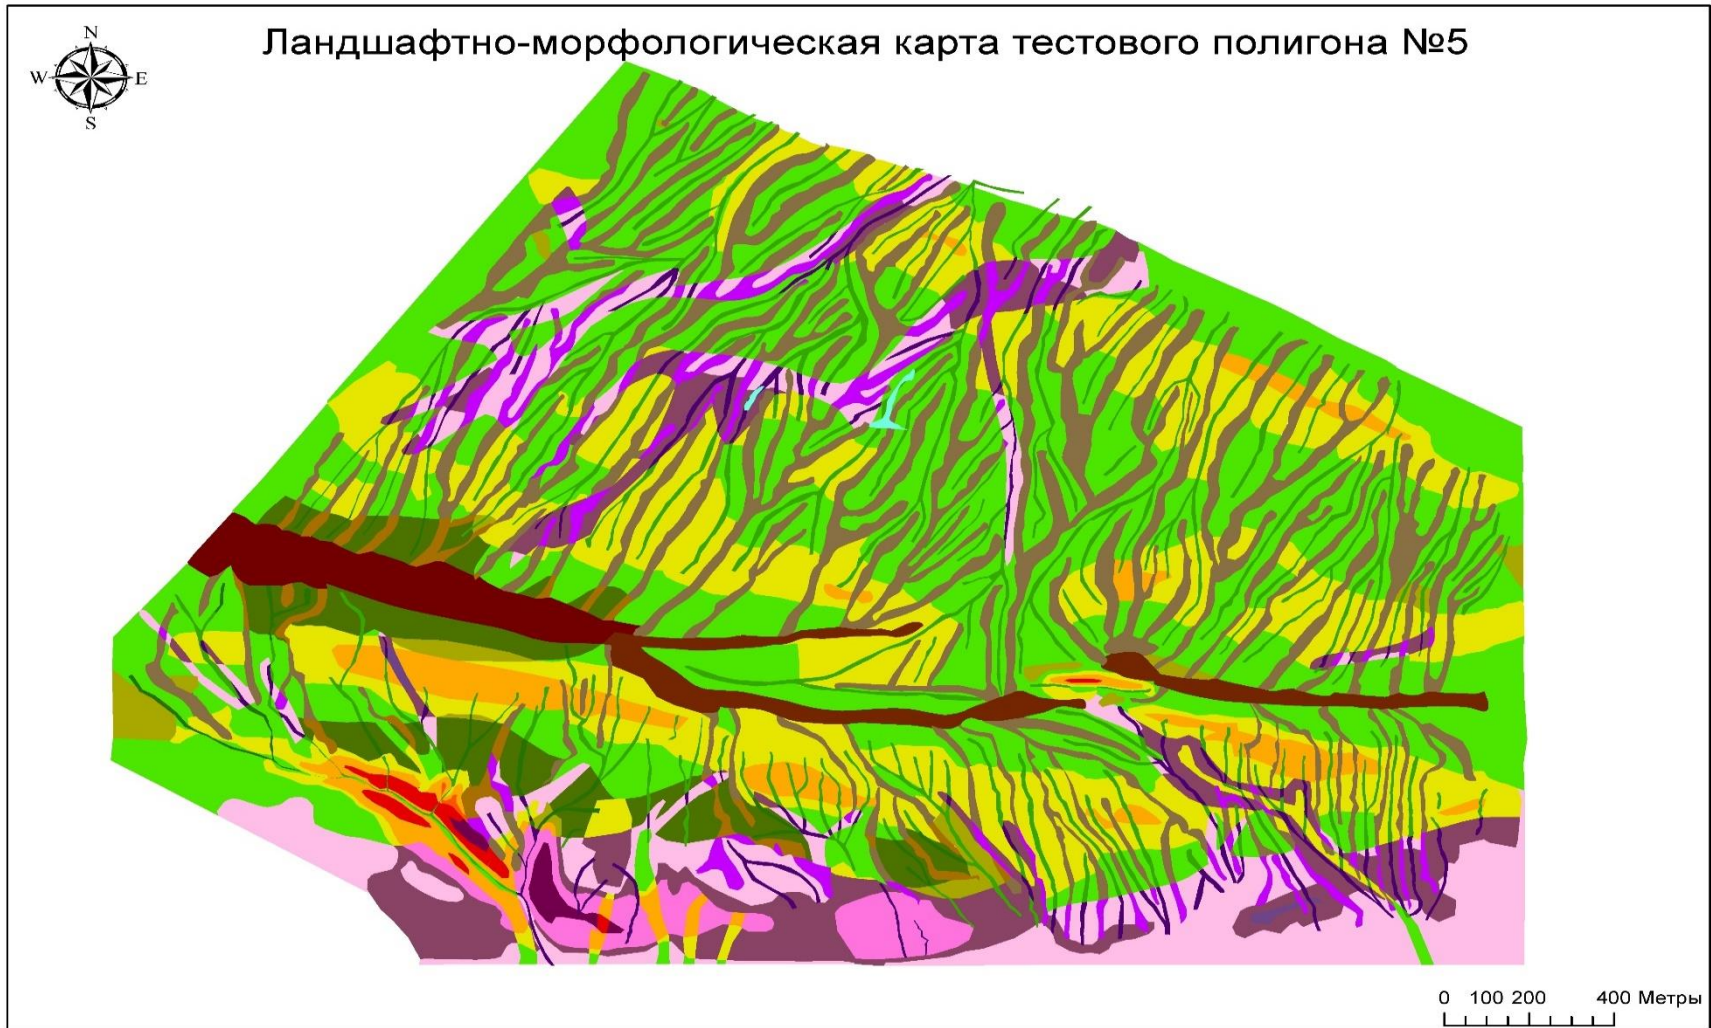 Ландшафтно-морфологическая карта тестового полигона №5
N
W E
S
0 100 200 400 Метры